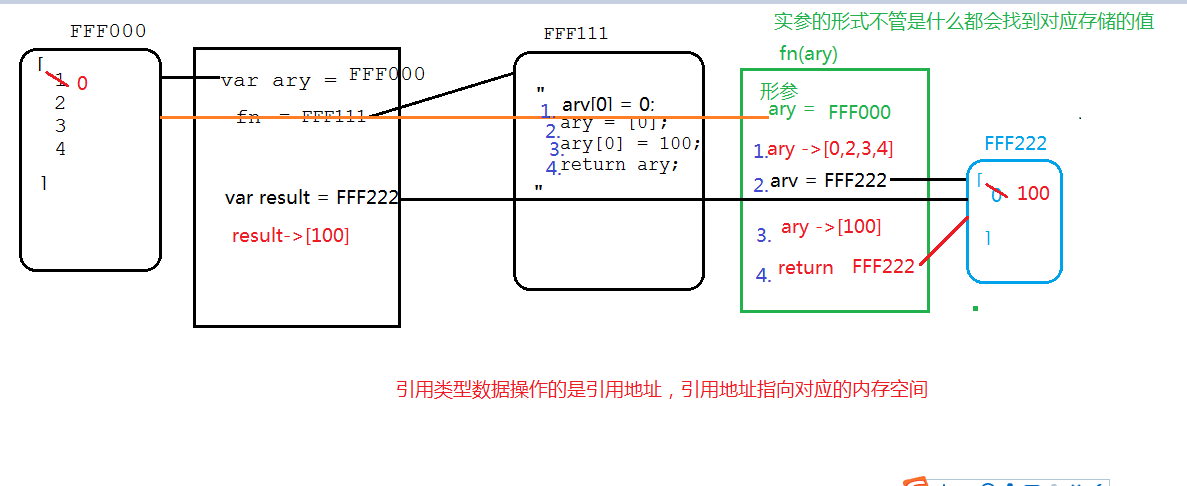 实参的形式不管是什么都会找到对应存储的值
fn(ary)
FFF000
[
1 0
2
3
4
]
var ary = FFF000
fn = FFF111
var result = FFF222
result->[100]
FFF111
"
1. ary[0] = 0;
2. ary = [0];
3. ary[0] = 100;
4. return ary;
"
形参
ary = FFF000
1. ary ->[0,2,3,4]
2. ary = FFF222
3. ary ->[100]
4. return FFF222
FFF222
[
0 100
]
引用类型数据操作的是引用地址，引用地址指向对应的内存空间